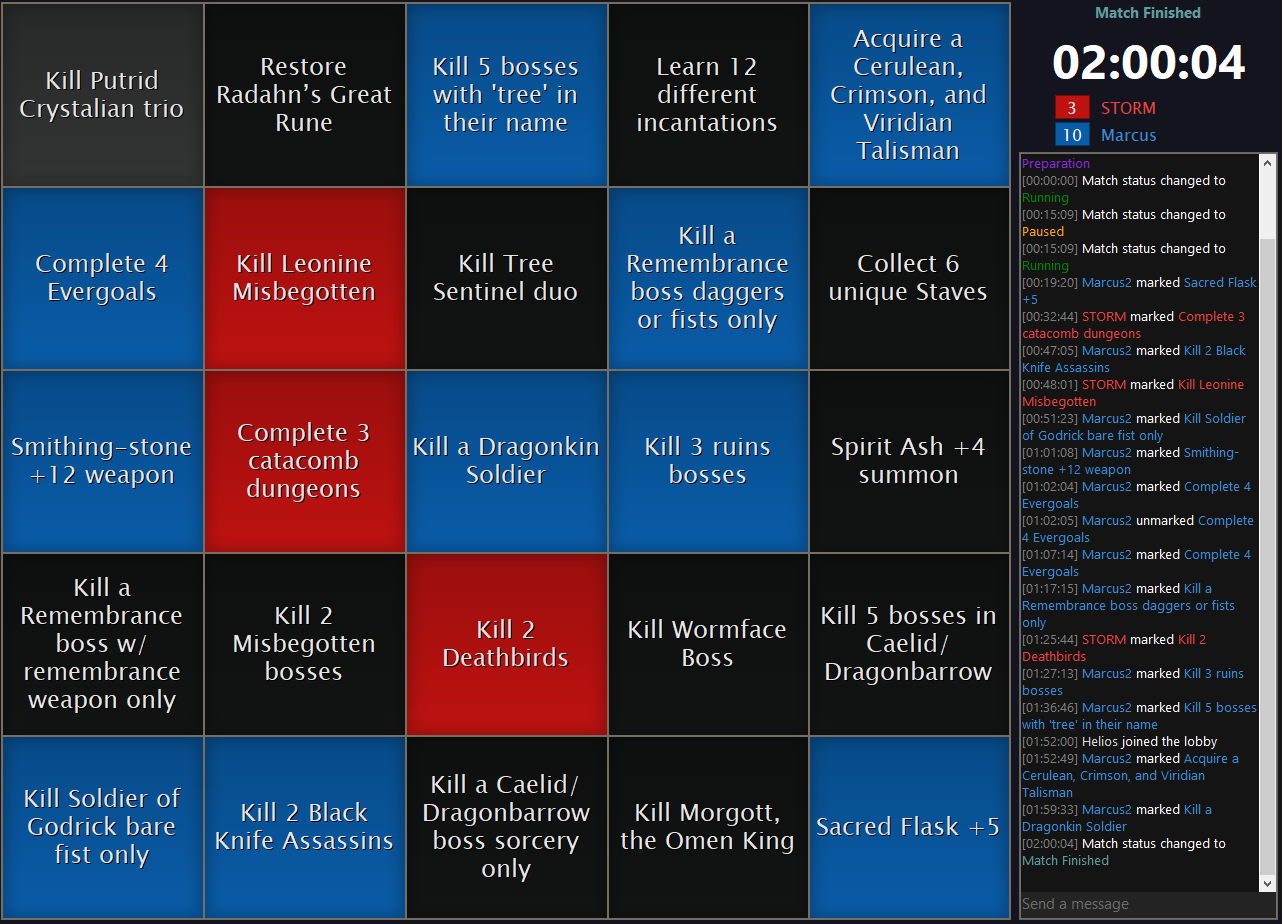 Kill Putrid
Crystalian trio
Restore
Radahn’s Great
Rune
Kill 5 bosses
with 'tree' in
their name
Learn 12
different
incantations
Acquire a
Cerulean,
Crimson, and
Viridian
Talisman
Complete 4
Evergoals
Kill Leonine
Misbegotten
Kill Tree
Sentinel duo
Kill a
Remembrance
boss daggers
or fists only
Collect 6
unique Staves
Smithing-stone
+12 weapon
Complete 3
catacomb
dungeons
Kill a Dragonkin
Soldier
Kill 3 ruins
bosses
Spirit Ash +4
summon
Kill a
Remembrance
boss w/
remembrance
weapon only
Kill 2
Misbegotten
bosses
Kill 2
Deathbirds
Kill Wormface
Boss
Kill 5 bosses in
Caelid/
Dragonbarrow
Kill Soldier of
Godrick bare
fist only
Kill 2 Black
Knife Assassins
Kill a Caelid/
Dragonbarrow
boss sorcery
only
Kill Morgott,
the Omen King
Sacred Flask +5
Match Finished
02:00:04
3 STORM
10 Marcus
Preparation
[00:00:00] Match status changed to
Running
[00:15:09] Match status changed to
Paused
[00:15:09] Match status changed to
Running
[00:19:20] Marcus2 marked Sacred Flask
+5
[00:32:44] STORM marked Complete 3
catacomb dungeons
[00:47:05] Marcus2 marked Kill 2 Black
Knife Assassins
[00:48:01] STORM marked Kill Leonine
Misbegotten
[00:51:23] Marcus2 marked Kill Soldier
of Godrick bare fist only
[01:01:08] Marcus2 marked Smithing-
stone +12 weapon
[01:02:04] Marcus2 marked Complete 4
Evergoals
[01:02:05] Marcus2 unmarked Complete
4 Evergoals
[01:07:14] Marcus2 marked Complete 4
Evergoals
[01:17:15] Marcus2 marked Kill a
Remembrance boss daggers or fists
only
[01:25:44] STORM marked Kill 2
Deathbirds
[01:27:13] Marcus2 marked Kill 3 ruins
bosses
[01:36:46] Marcus2 marked Kill 5 bosses
with 'tree' in their name
[01:52:00] Helios joined the lobby
[01:52:49] Marcus2 marked Acquire a
Cerulean, Crimson, and Viridian
Talisman
[01:59:33] Marcus2 marked Kill a
Dragonkin Soldier
[02:00:04] Match status changed to
Match Finished
Send a message